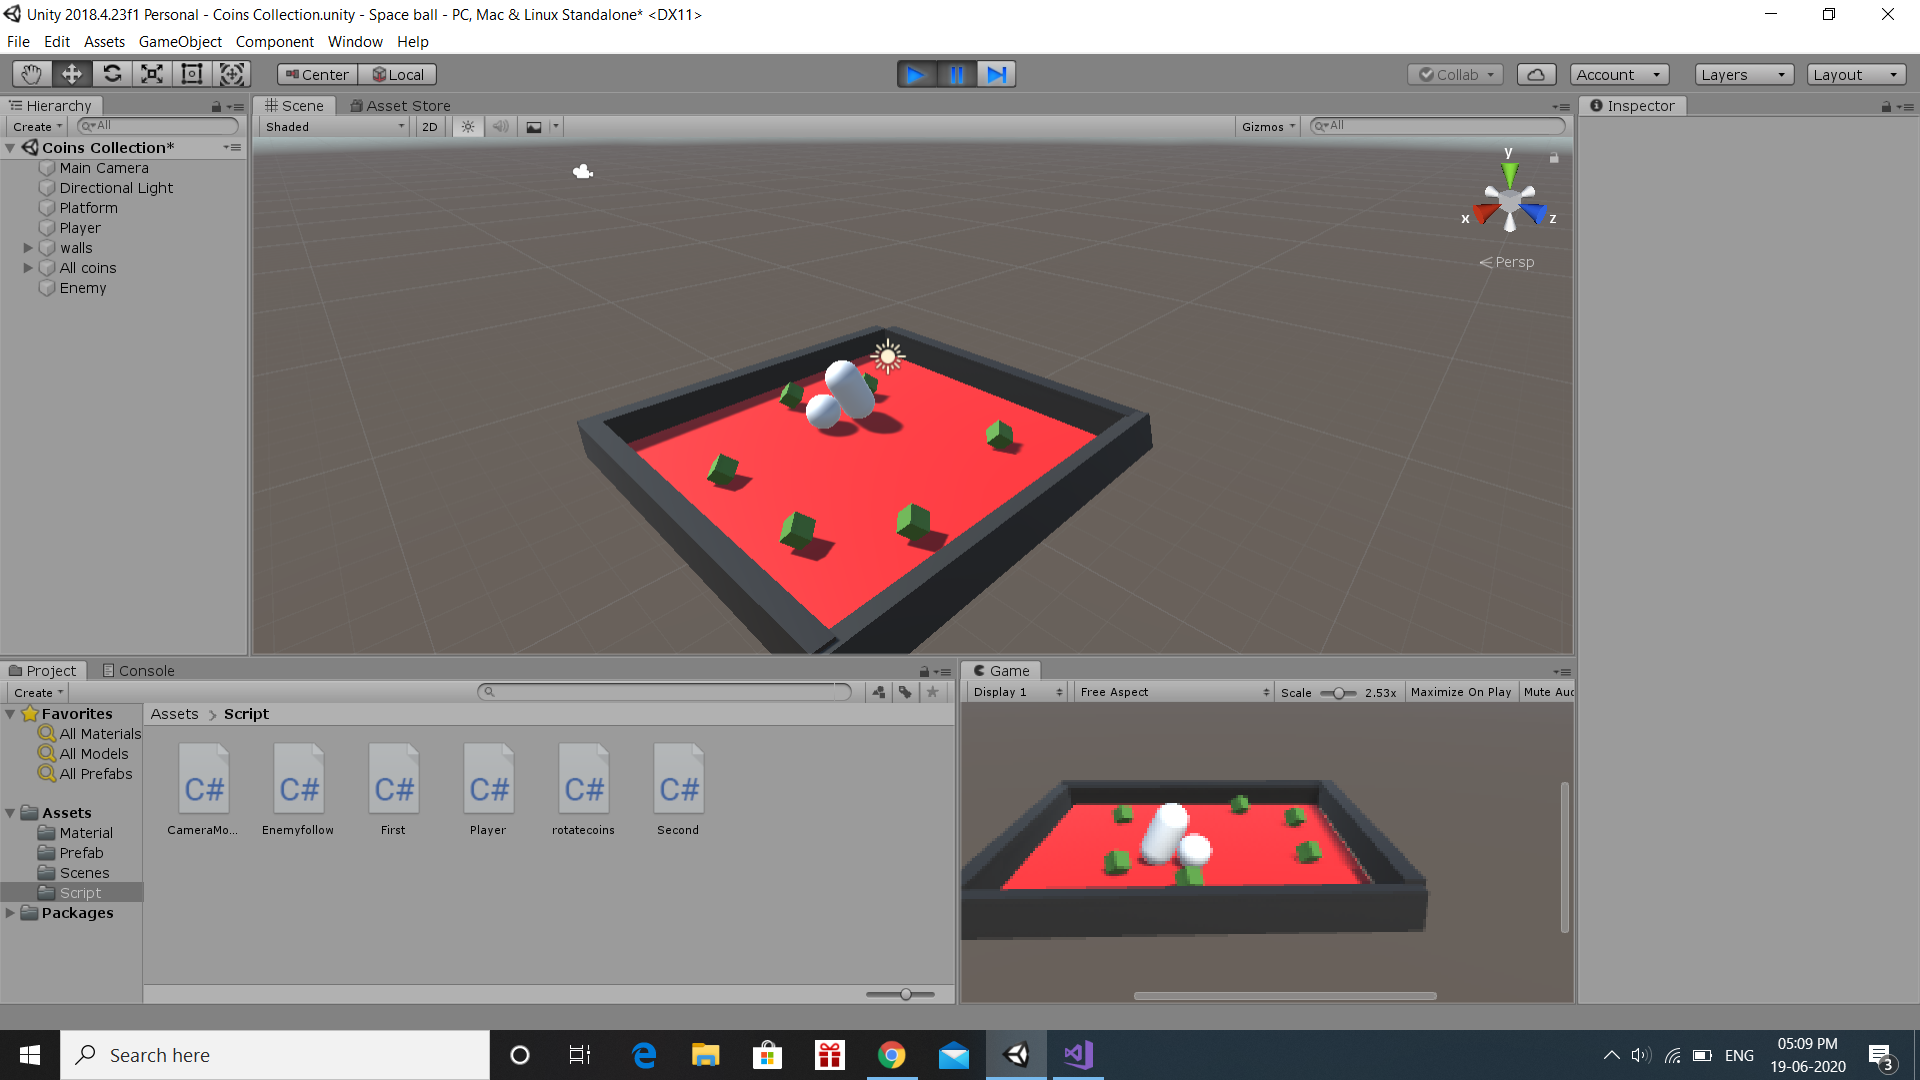 Unity 2018.4.23f1 Personal - Coins Collection.unity - Space ball - PC, Mac & Linux Standalone* <DX11>
File Edit Assets GameObject Component Window Help
Center Local Collab Account Layers Layout
Hierarchy
Create All
Coins Collection*
Main Camera
Directional Light
Platform
Player
walls
All coins
Enemy
Scene Asset Store
Shaded 2D Gizmos All
y
x z
Persp
Inspector
Project Console
Create
Favorites
All Materials
All Models
All Prefabs
Assets
Material
Prefab
Scenes
Script
Packages
Assets > Script
C# C# C# C# C# C#
CameraMo... Enemyfollow First Player rotatecoins Second
Game
Display 1 Free Aspect Scale 2.53x Maximize On Play Mute Auc
Search here
ENG
05:09 PM
19-06-2020
3